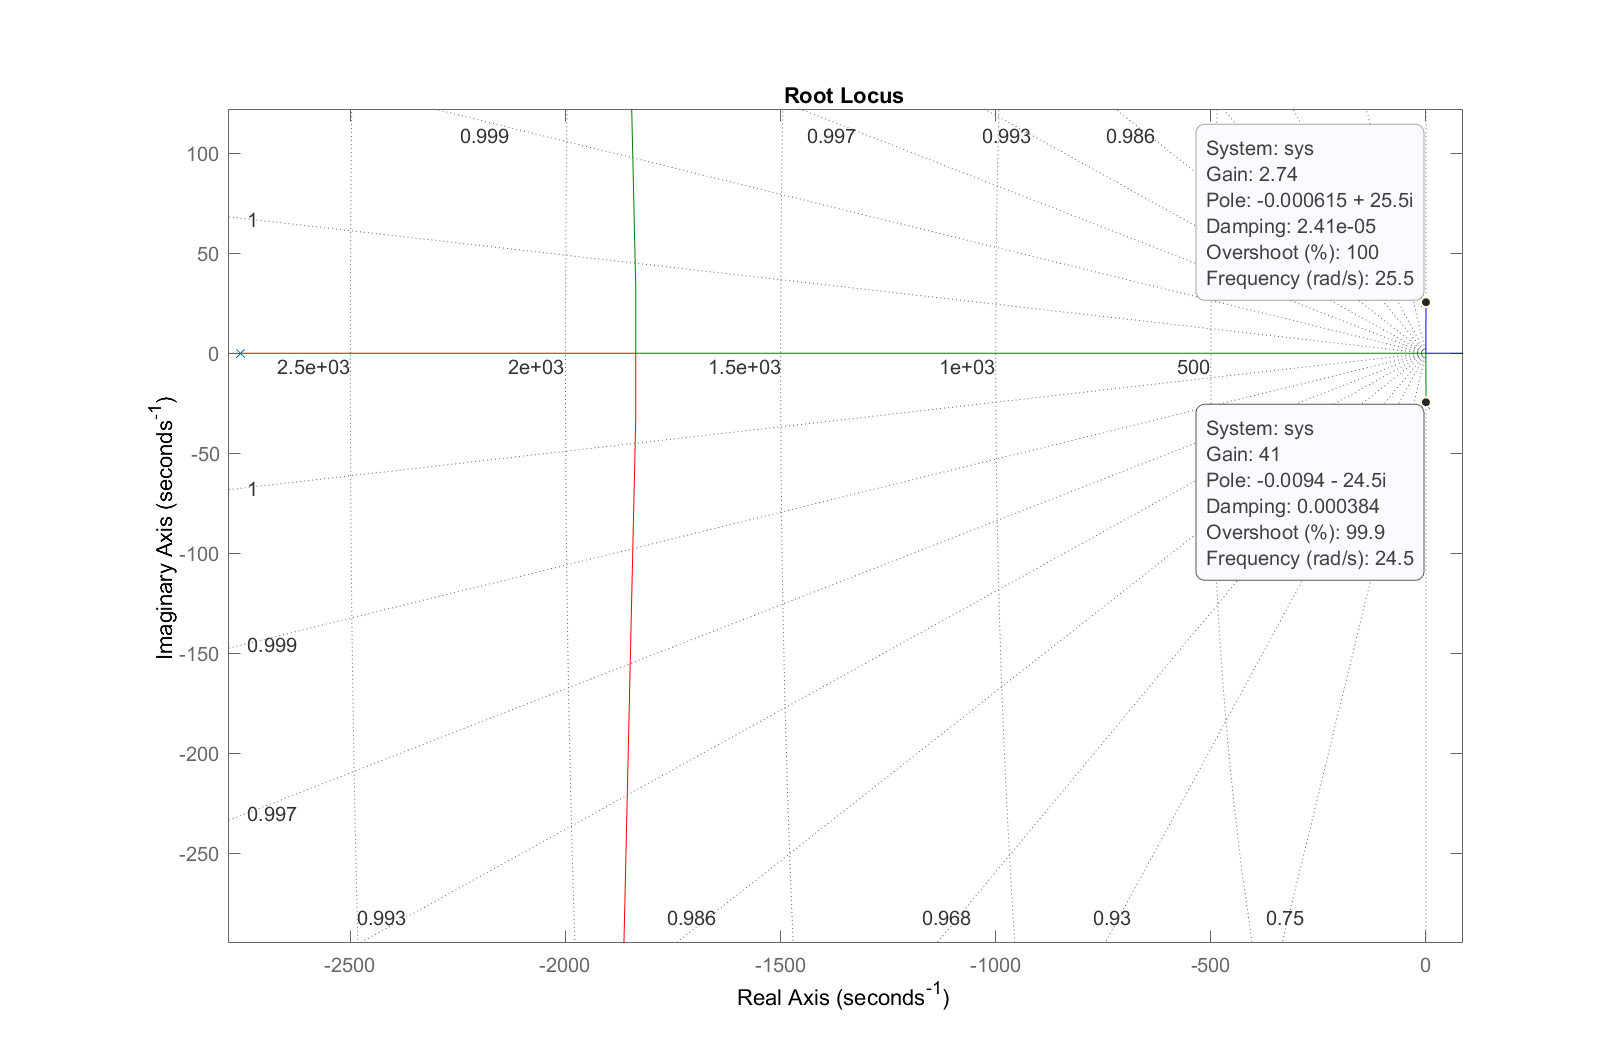 Root Locus
0.999
0.997
0.993
0.986
System: sys
Gain: 2.74
Pole: -0.000615 + 25.5i
Damping: 2.41e-05
Overshoot (%): 100
Frequency (rad/s): 25.5
100
1
50
0
2.5e+03
2e+03
1.5e+03
1e+03
500
System: sys
Gain: 41
Pole: -0.0094 - 24.5i
Damping: 0.000384
Overshoot (%): 99.9
Frequency (rad/s): 24.5
-50
1
-100
-150
0.999
-200
0.997
-250
0.993
0.986
0.968
0.93
0.75
-2500
-2000
-1500
-1000
-500
0
Real Axis (seconds-1)
Imaginary Axis (seconds-1)